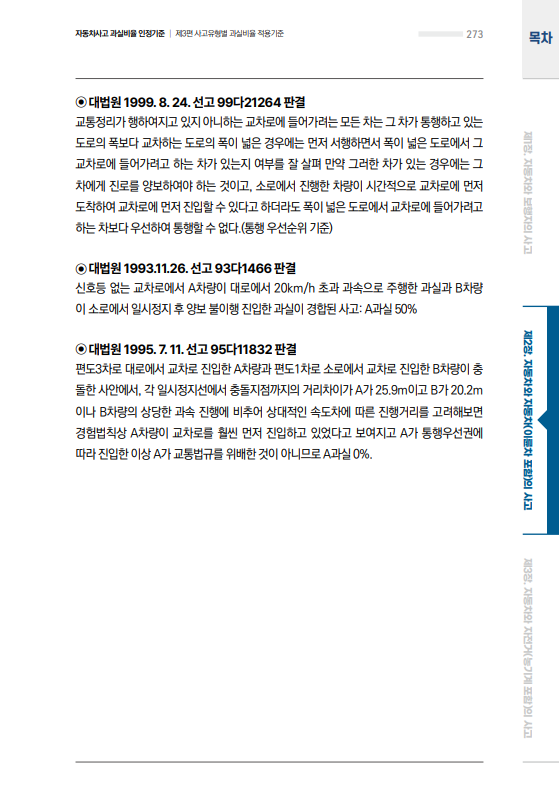 자동차사고 과실비율 인정기준 | 제3편 사고유형별 과실비율 적용기준
273
목차
◉ 대법원 1999. 8. 24. 선고 99다21264 판결
교통정리가 행하여지고 있지 아니하는 교차로에 들어가려는 모든 차는 그 차가 통행하고 있는
도로의 폭보다 교차하는 도로의 폭이 넓은 경우에는 먼저 서행하면서 폭이 넓은 도로에서 그
교차로에 들어가려고 하는 차가 있는지 여부를 잘 살펴 만약 그러한 차가 있는 경우에는 그
차에게 진로를 양보하여야 하는 것이고, 소로에서 진행한 차량이 시간적으로 교차로에 먼저
도착하여 교차로에 먼저 진입할 수 있다고 하더라도 폭이 넓은 도로에서 교차로에 들어가려고
하는 차보다 우선하여 통행할 수 없다.(통행 우선순위 기준)
◉ 대법원 1993.11.26. 선고 93다1466 판결
신호등 없는 교차로에서 A차량이 대로에서 20km/h 초과 과속으로 주행한 과실과 B차량
이 소로에서 일시정지 후 양보 불이행 진입한 과실이 경합된 사고: A과실 50%
◉ 대법원 1995. 7. 11. 선고 95다11832 판결
편도3차로 대로에서 교차로 진입한 A차량과 편도1차로 소로에서 교차로 진입한 B차량이 충
돌한 사안에서, 각 일시정지선에서 충돌지점까지의 거리차이가 A가 25.9m이고 B가 20.2m
이나 B차량의 상당한 과속 진행에 비추어 상대적인 속도차에 따른 진행거리를 고려해보면
경험법칙상 A차량이 교차로를 훨씬 먼저 진입하고 있었다고 보여지고 A가 통행우선권에
따라 진입한 이상 A가 교통법규를 위배한 것이 아니므로 A과실 0%.
제1장. 자동차와 보행자의 사고
제2장. 자동차와 자동차(이륜차 포함)의 사고
제3장. 자동차와 자전거(농기계 포함)의 사고